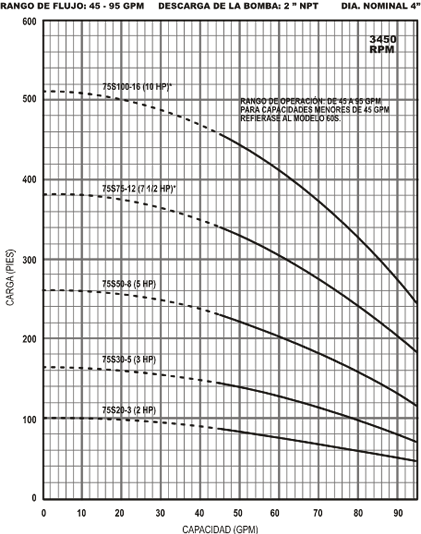 RANGO DE FLUJO: 45 - 95 GPM DESCARGA DE LA BOMBA: 2 " NPT DIA. NOMINAL 4"
600
3450
RPM
75S100-16 (10 HP)*
500
RANGO DE OPERACIÓN: DE 45 A 95 GPM
PARA CAPACIDADES MENORES DE 45 GPM
REFIERASE AL MODELO 60S.
400
75S75-12 (7 1/2 HP)*
300
75S50-8 (5 HP)
CARGA (PIES)
200
75S30-5 (3 HP)
100
75S20-3 (2 HP)
0
0 10 20 30 40 50 60 70 80 90
CAPACIDAD (GPM)